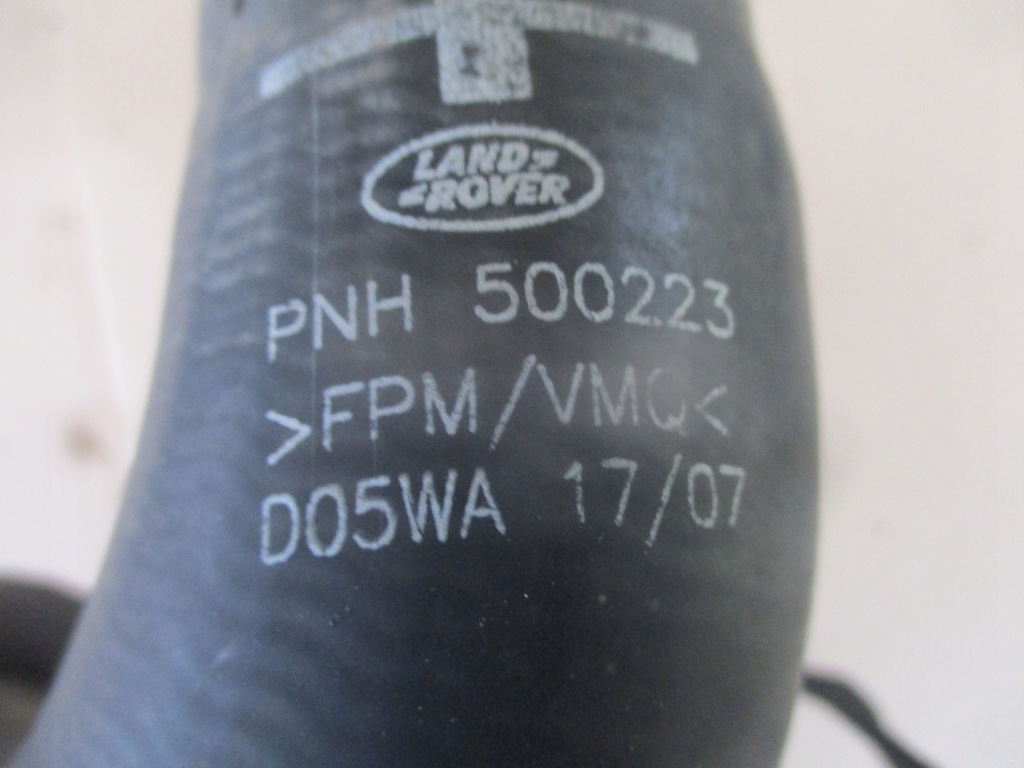 LAND
ROVER
PNH 500223
>FPM/VMQ<
D05WA 17/07